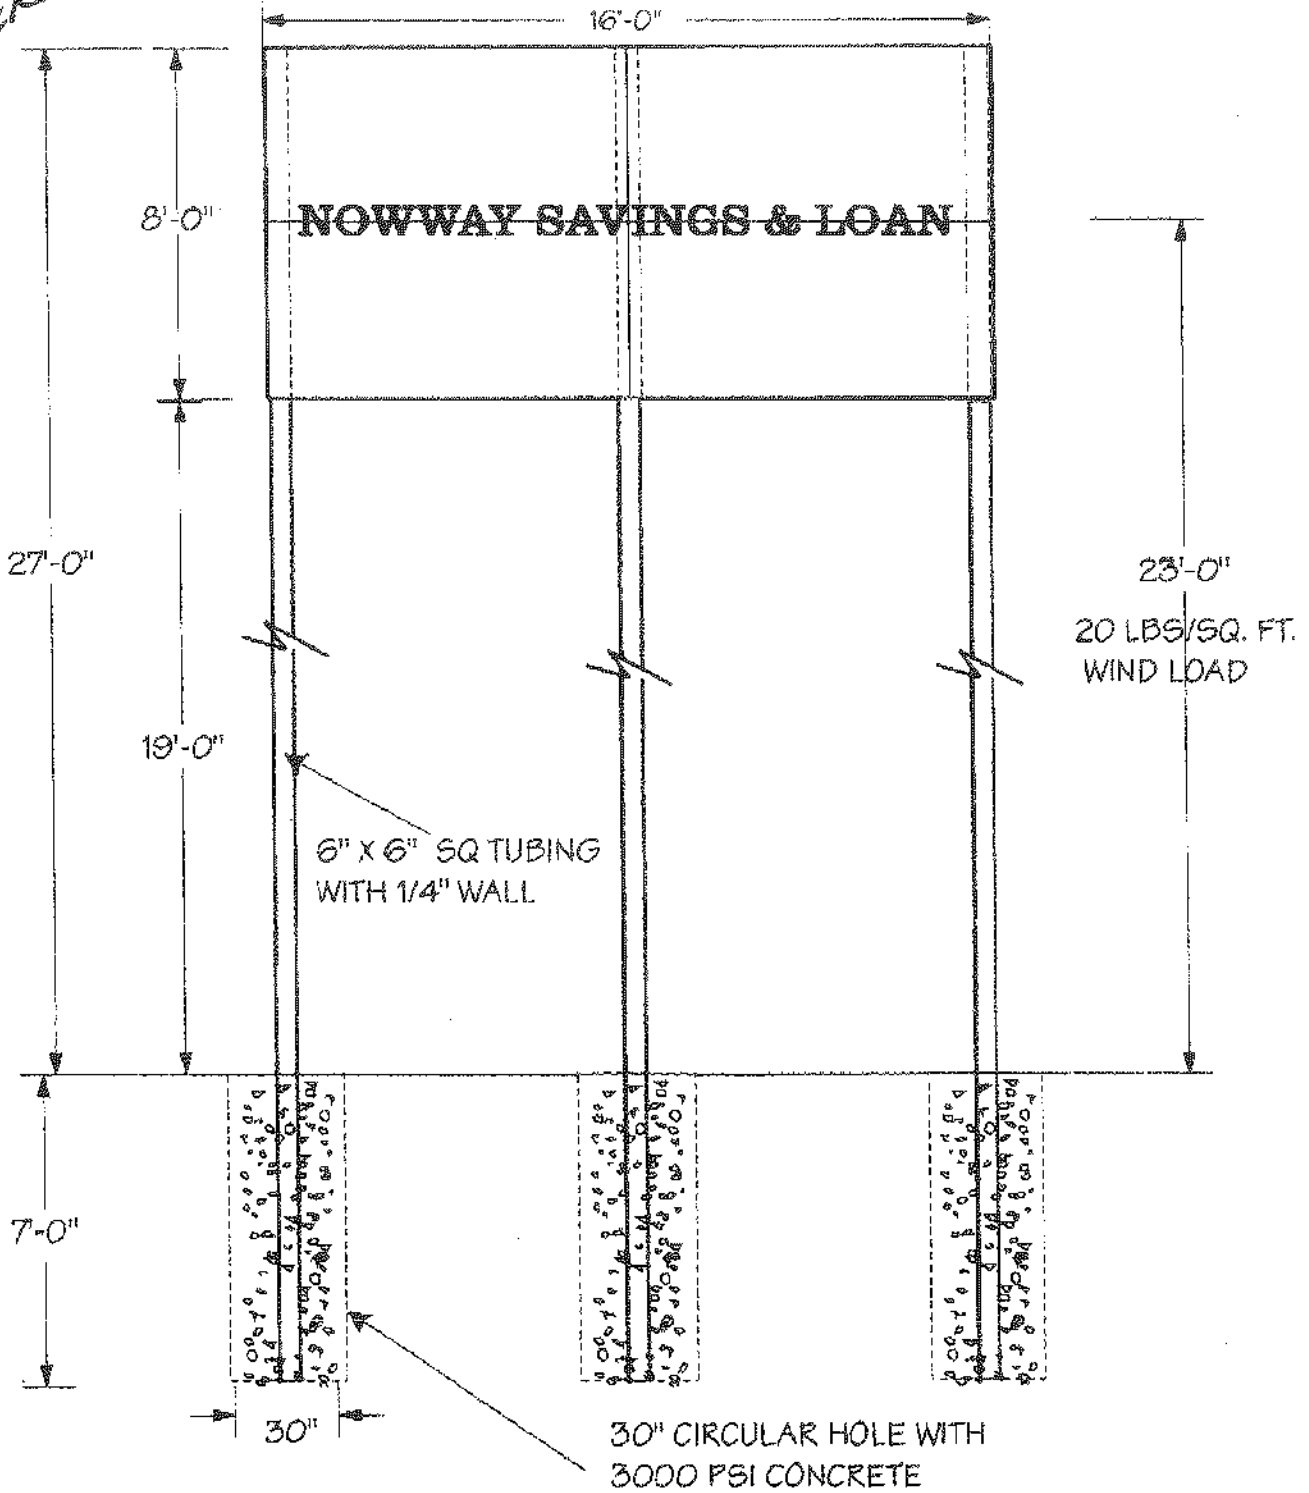 16'-0"
8'-0"
NOWWAY SAVINGS & LOAN
27'-0"
23'-0"
20 LBS/SQ. FT.
WIND LOAD
19'-0"
6" X 6" SQ TUBING
WITH 1/4" WALL
7'-0"
30"
30" CIRCULAR HOLE WITH
3000 PSI CONCRETE